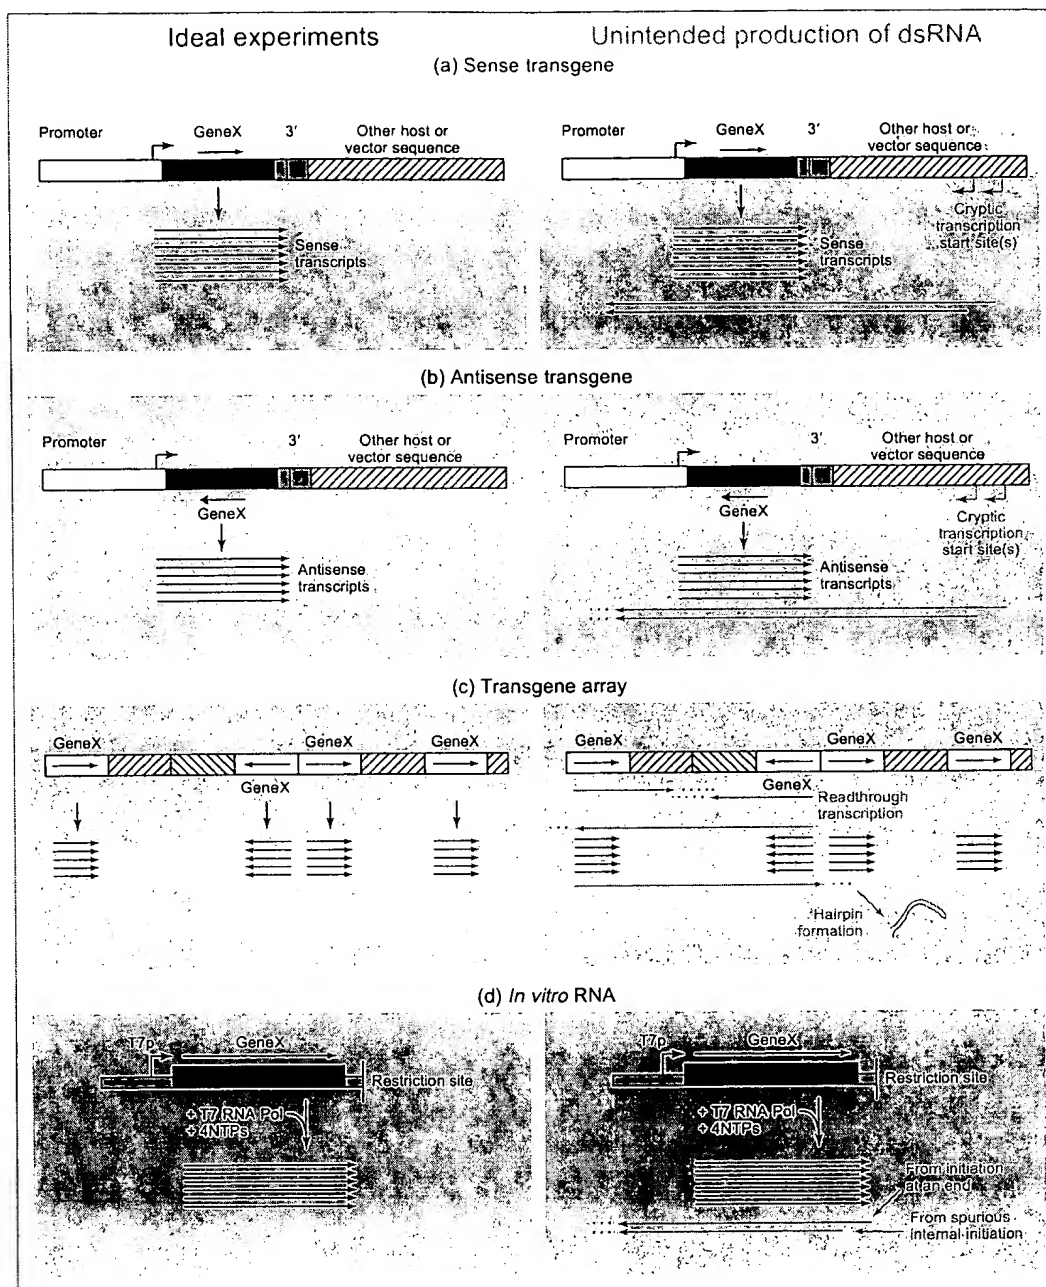 Ideal experiments
Unintended production of dsRNA
(a) Sense transgene
Promoter
GeneX
3'
Other host or
vector sequence
Sense
transcripts
Promoter
GeneX
3'
Other host or
vector sequence
Cryptic
transcription
start site(s)
Sense
transcripts
(b) Antisense transgene
Promoter
3'
Other host or
vector sequence
GeneX
Antisense
transcripts
Promoter
3'
Other host or
vector sequence
GeneX
Cryptic
transcription
start site(s)
Antisense
transcripts
(c) Transgene array
GeneX
GeneX
GeneX
GeneX
GeneX
GeneX
GeneX
GeneX
Readthrough
transcription
Hairpin
formation
(d) In vitro RNA
T7p
GeneX
Restriction site
+ T7 RNA Pol
+ 4NTPs
T7p
GeneX
Restriction site
+ T7 RNA Pol
+ 4NTPs
From initiation
at an end
From spurious
internal initiation